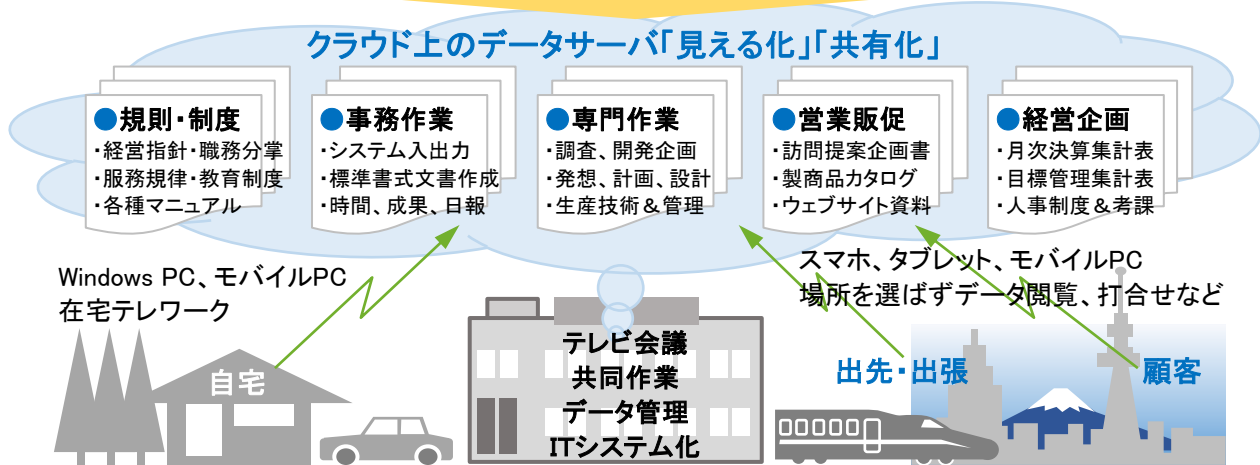 クラウド上のデータサーバ「見える化」「共有化」
●規則・制度
・経営指針・職務分掌
・服務規律・教育制度
・各種マニュアル
●事務作業
・システム入出力
・標準書式文書作成
・時間、成果、日報
●専門作業
・調査、開発企画
・発想、計画、設計
・生産技術＆管理
●営業販促
・訪問提案企画書
・製商品カタログ
・ウェブサイト資料
●経営企画
・月次決算集計表
・目標管理集計表
・人事制度＆考課
Windows PC、モバイルPC
在宅テレワーク
スマホ、タブレット、モバイルPC
場所を選ばずデータ閲覧、打合せなど
自宅
テレビ会議
共同作業
データ管理
ITシステム化
出先・出張
顧客